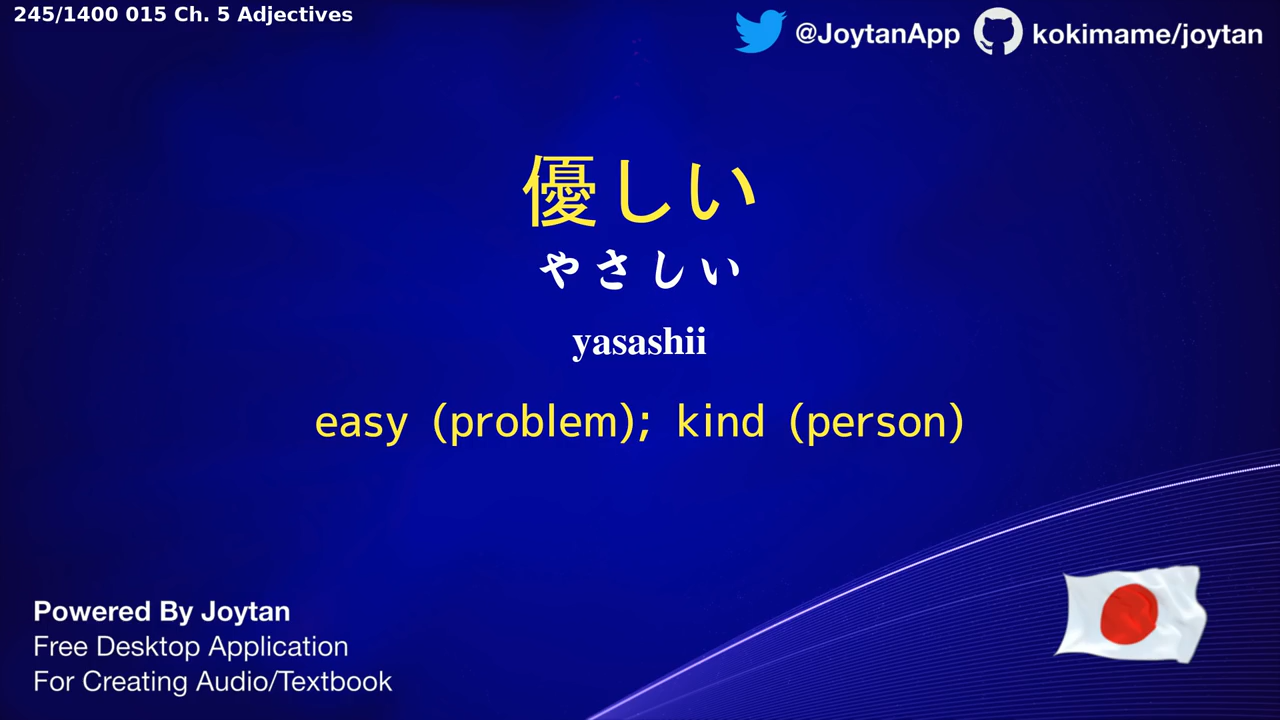 245/1400 015 Ch. 5 Adjectives
@JoytanApp kokimame/joytan
優しい
やさしい
yasashii
easy (problem); kind (person)
Powered By Joytan
Free Desktop Application
For Creating Audio/Textbook